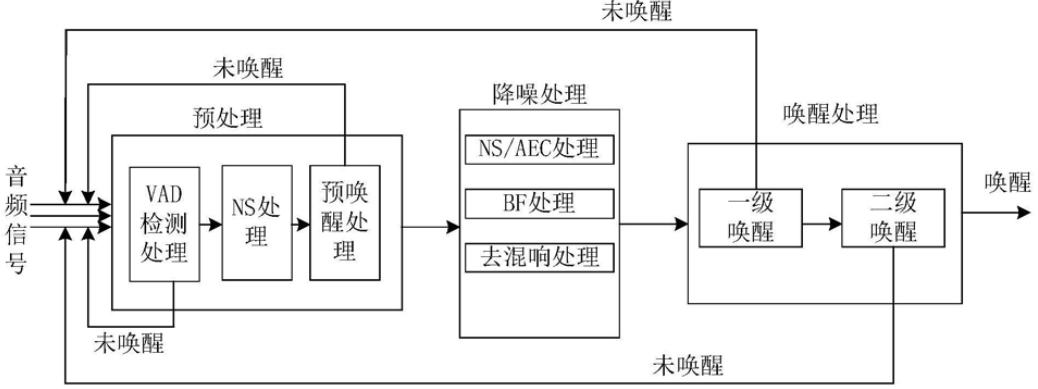 未唤醒
未唤醒
降噪处理
预处理
唤醒处理
音
频
信
号
VAD
检测
处理
NS处
理
预唤
醒处
理
NS/AEC处理
BF处理
去混响处理
一级
唤醒
二级
唤醒
唤醒
未唤醒
未唤醒